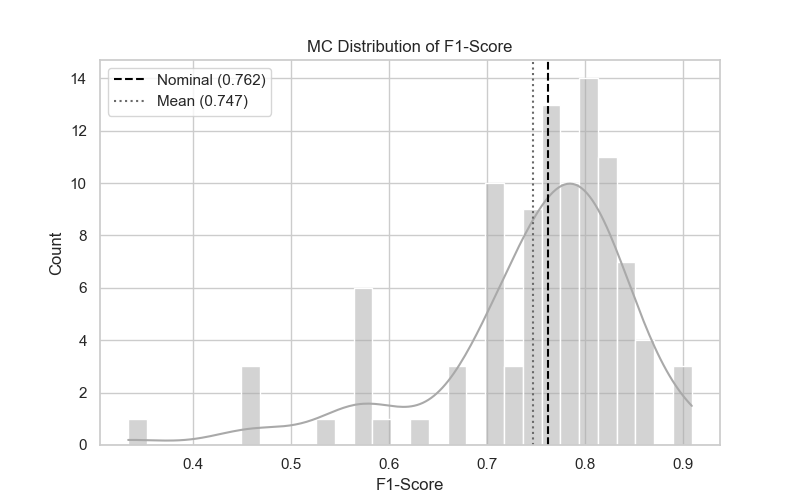 MC Distribution of F1-Score
Nominal (0.762)
Mean (0.747)
14
12
10
8
6
4
2
0
Count
0.4 0.5 0.6 0.7 0.8 0.9
F1-Score